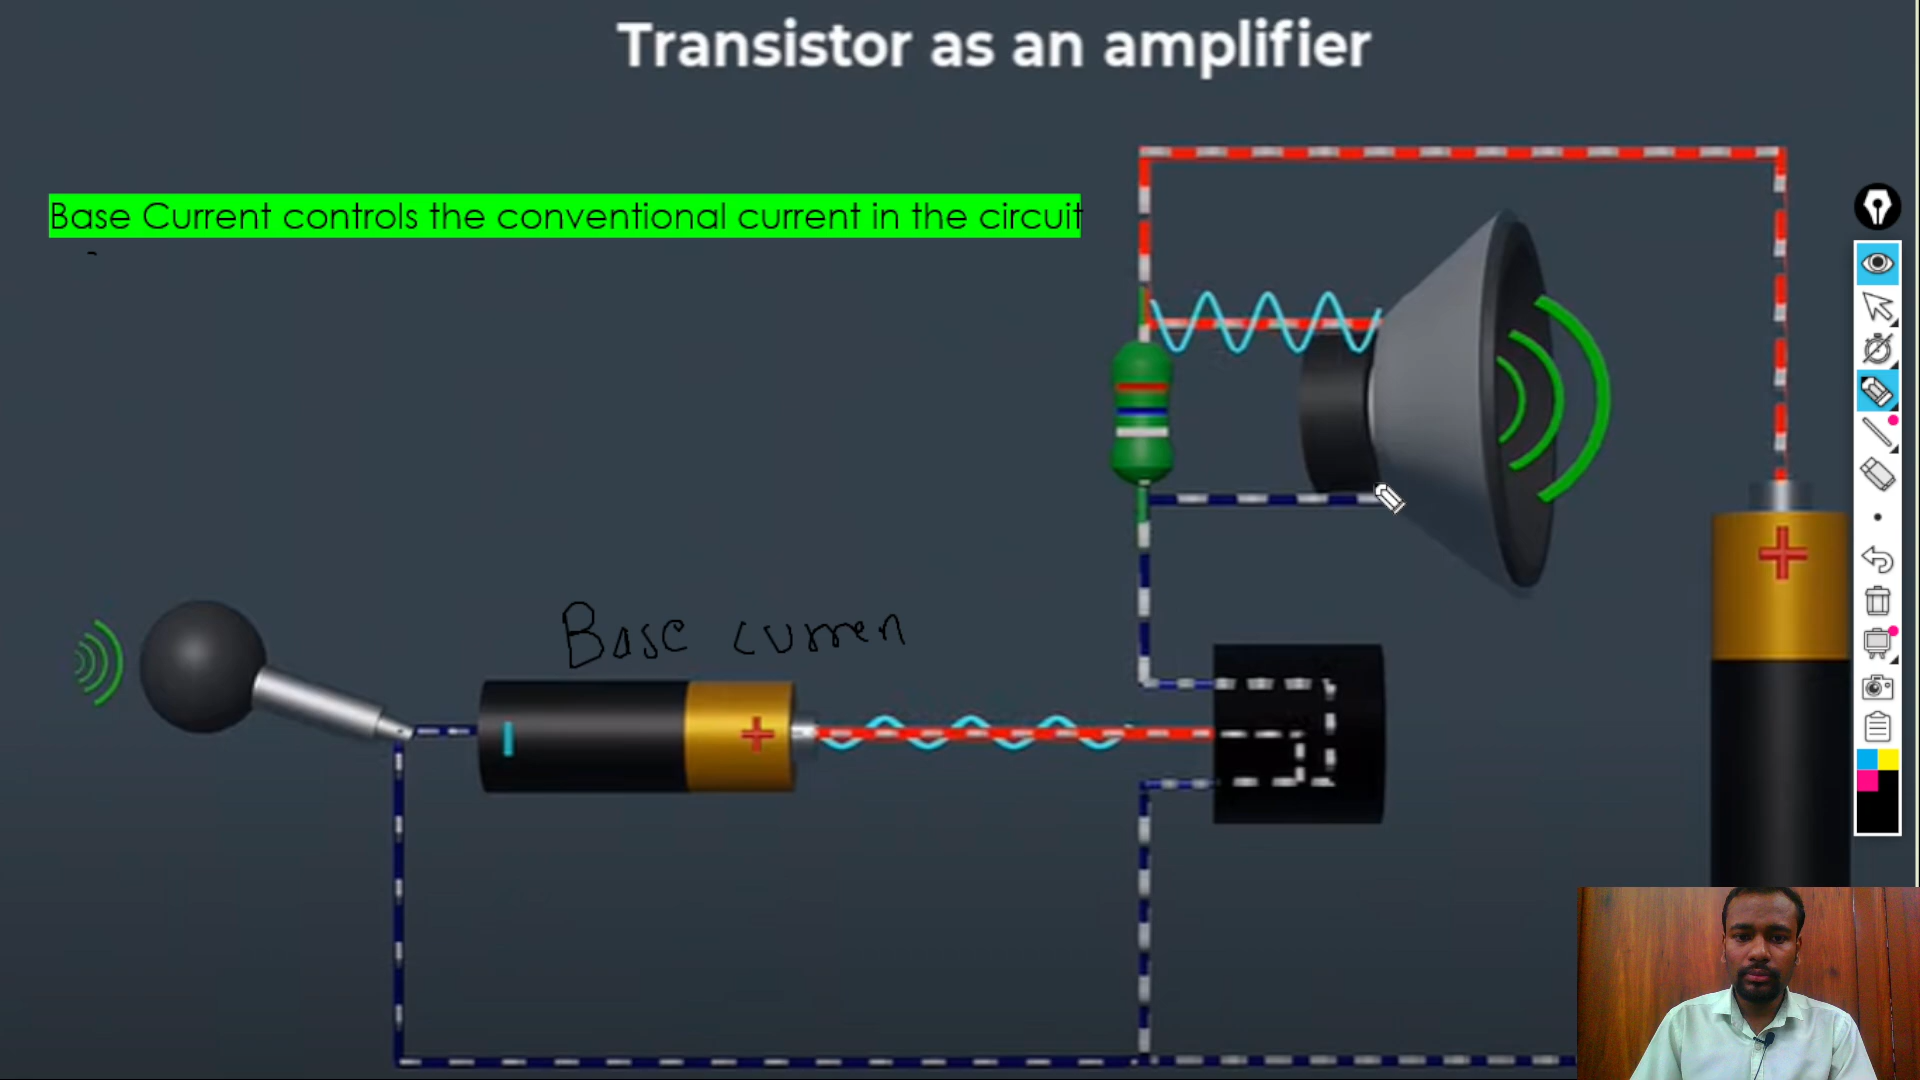 Transistor as an amplifier
Base Current controls the conventional current in the circuit
Base curren